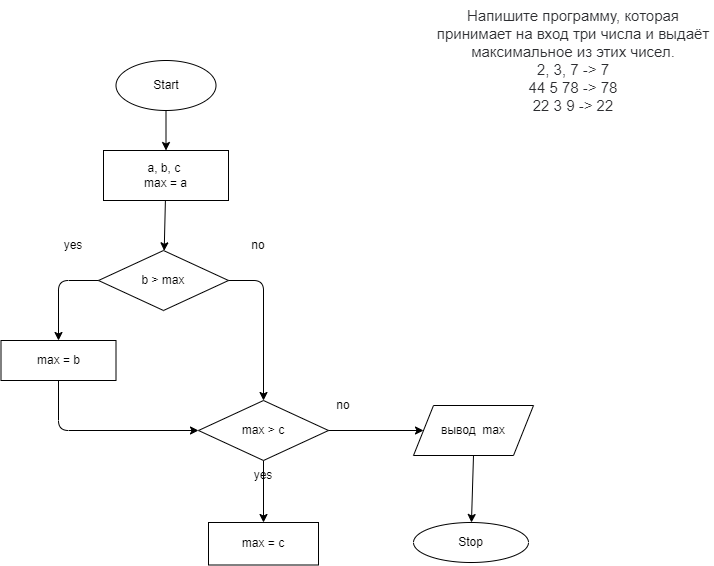 Напишите программу, которая
принимает на вход три числа и выдаёт
максимальное из этих чисел.
2, 3, 7 -> 7
44 5 78 -> 78
22 3 9 -> 22
Start
a, b, c
max = a
yes
no
b > max
max = b
no
max > c
вывод max
yes
max = c
Stop